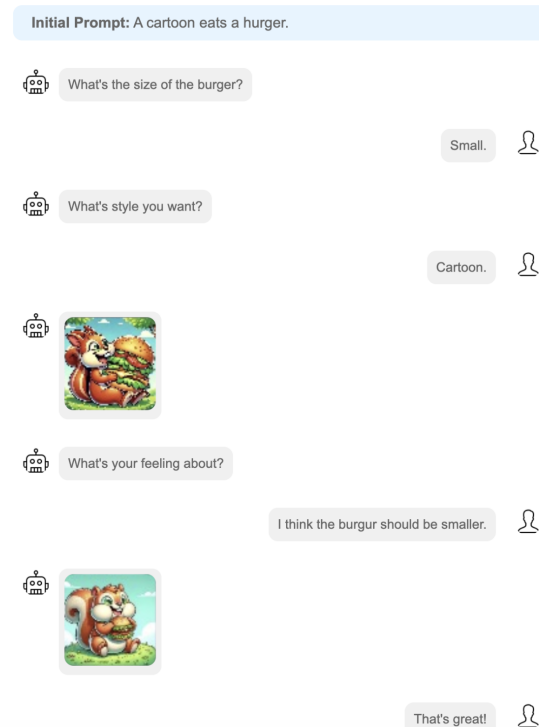 Initial Prompt: A cartoon eats a hurger.
What's the size of the burger?
Small.
What's style you want?
Cartoon.
What's your feeling about?
I think the burgur should be smaller.
That's great!